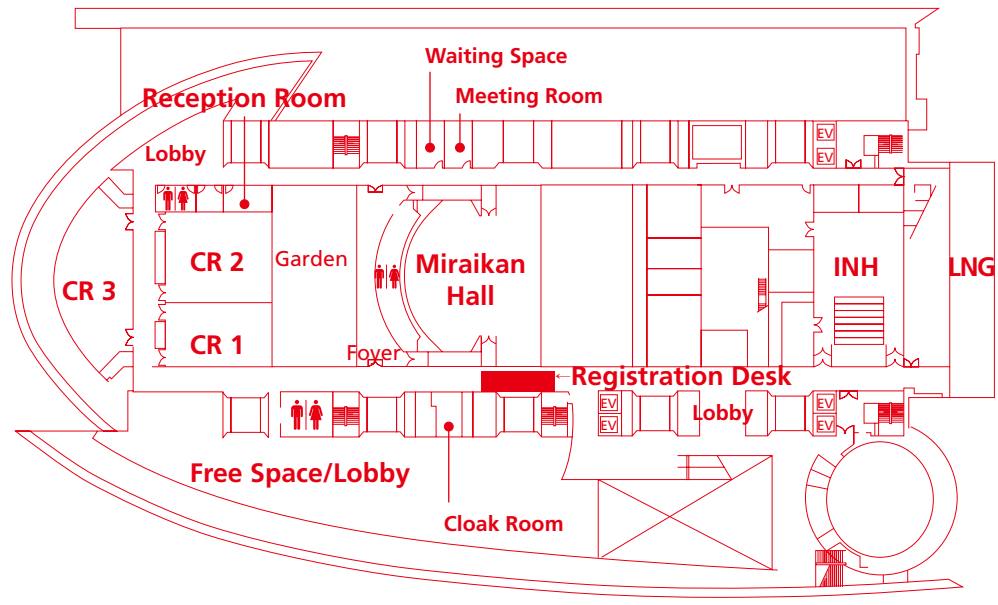 Waiting Space
Meeting Room
Reception Room
EV
Lobby
EV
CR 2
Garden
Miraikan
Hall
INH
LNG
CR 3
CR 1
Foyer
←Registration Desk
EV
Lobby
EV
EV
EV
Free Space/Lobby
Cloak Room